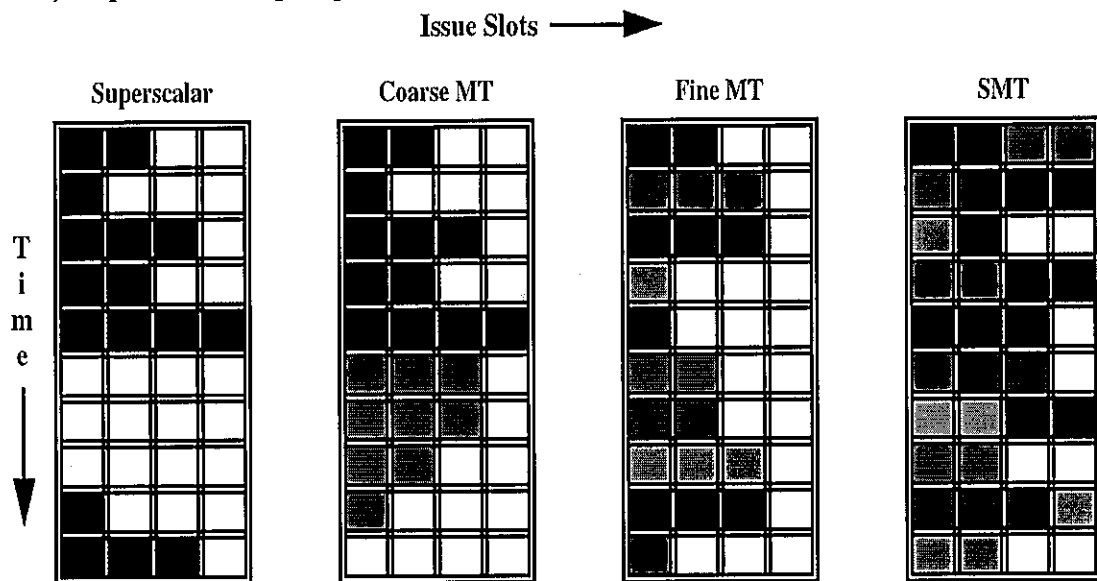 Issue Slots
Superscalar
Coarse MT
Fine MT
SMT
T
i
m
e